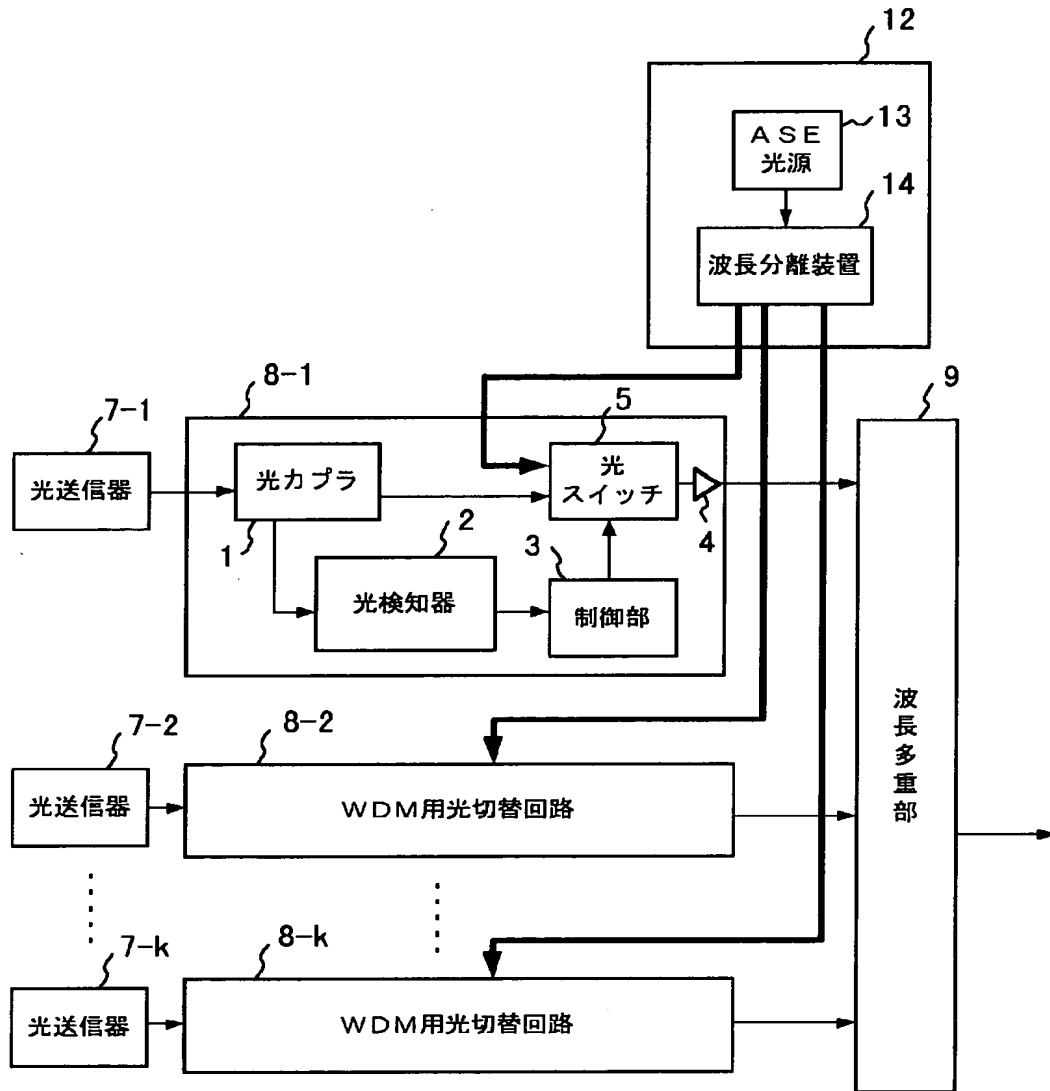 12
13
ASE
光源
14
波長分離装置
8-1
5
9
7-1
光送信器
光カプラ
光
スイッチ
1
2
3
4
光検知器
制御部
7-2
8-2
光送信器
WDM用光切替回路
波長多重部
7-k
8-k
光送信器
WDM用光切替回路